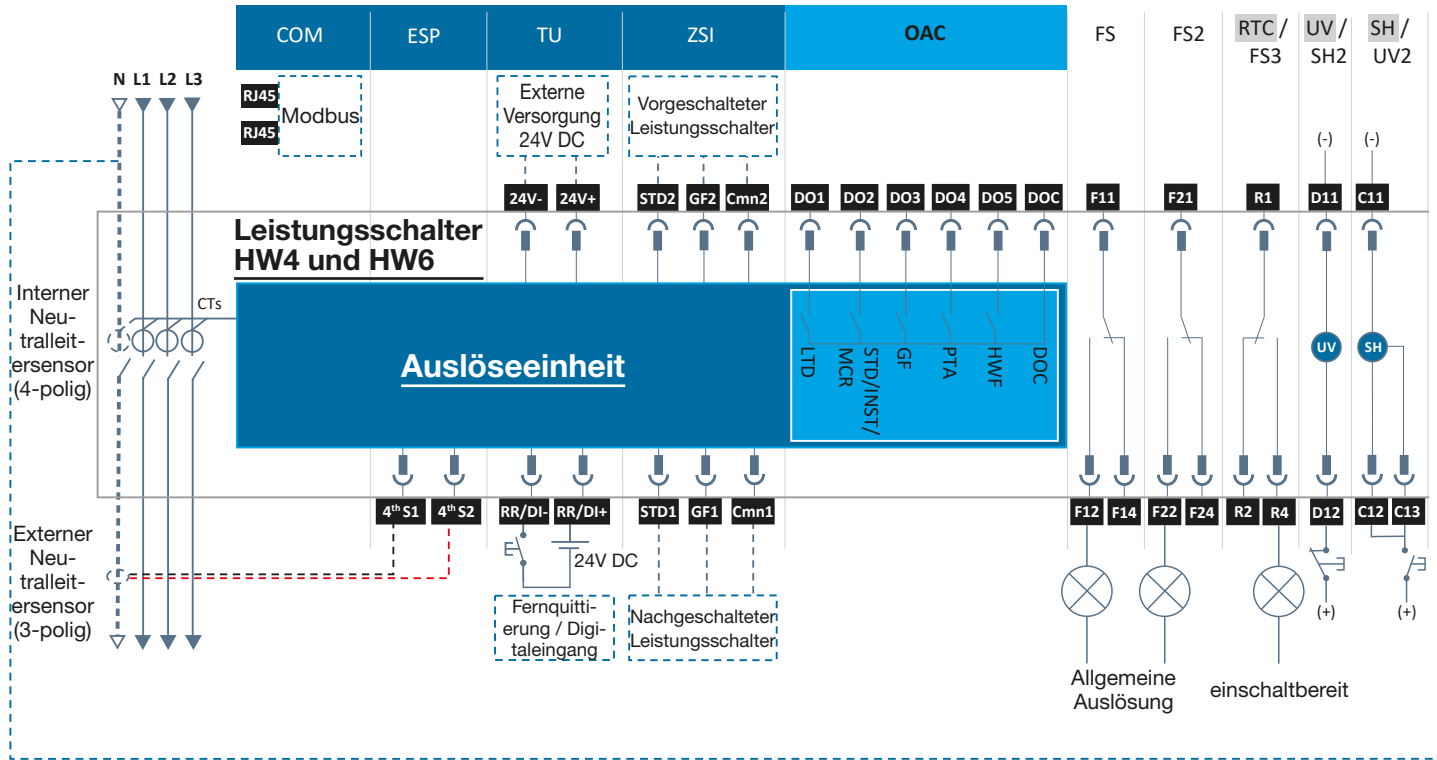 COM ESP TU ZSI OAC FS FS2 RTC / UV / SH /
FS3 SH2 UV2
N L1 L2 L3
RJ45
RJ45
Modbus
Externe
Versorgung
24V DC
Vorgeschalteter
Leistungsschalter
(-) (-)
24V- 24V+ STD2 GF2 Cmn2 DO1 DO2 DO3 DO4 DO5 DOC F11 F21 R1 D11 C11
Leistungsschalter
HW4 und HW6
Interner
Neu-
tralleit-
ersensor
(4-polig)
CTs
Auslöseeinheit
LTD
STD/INST/
MCR
GF
PTA
HWF
DOC
UV SH
4th S1 4th S2 RR/DI- RR/DI+ STD1 GF1 Cmn1 F12 F14 F22 F24 R2 R4 D12 C12 C13
Externer
Neu-
tralleit-
ersensor
(3-polig)
24V DC
Fernquitti-
erung / Digi-
taleingang
Nachgeschalteter
Leistungsschalter
(+) (+)
Allgemeine
Auslösung
einschaltbereit